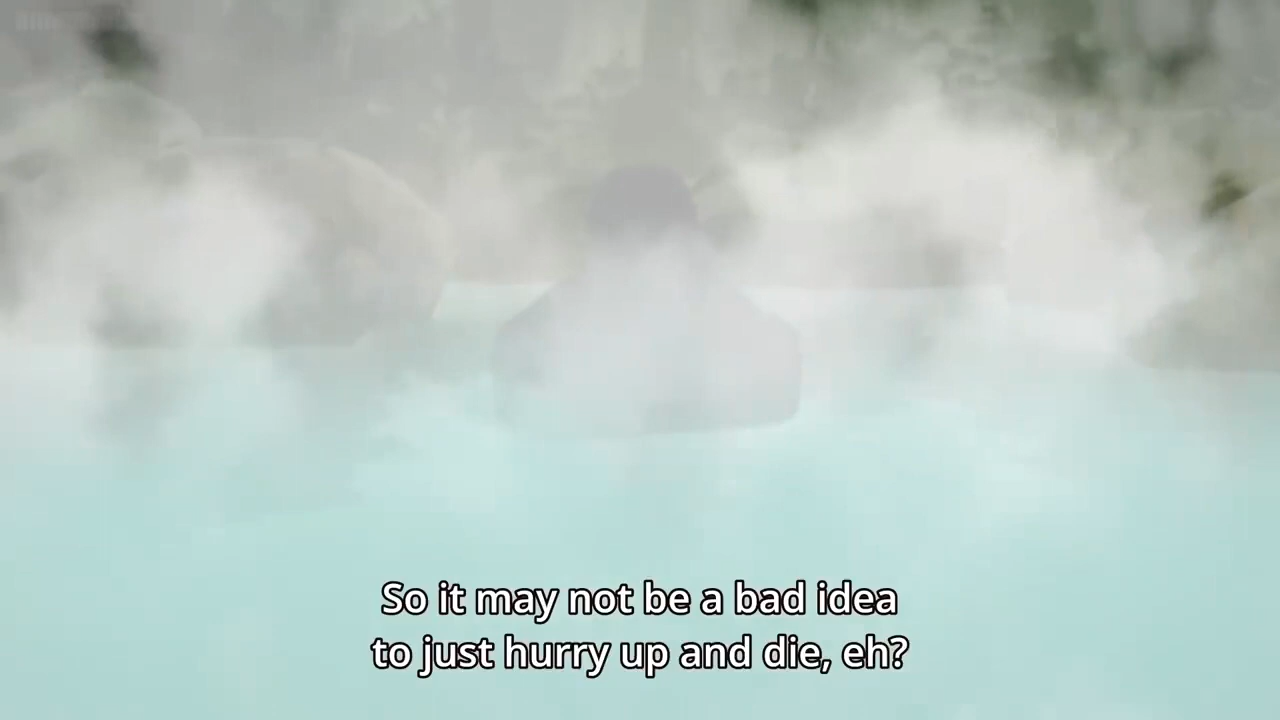 So it may not be a bad idea
to just hurry up and die, eh?